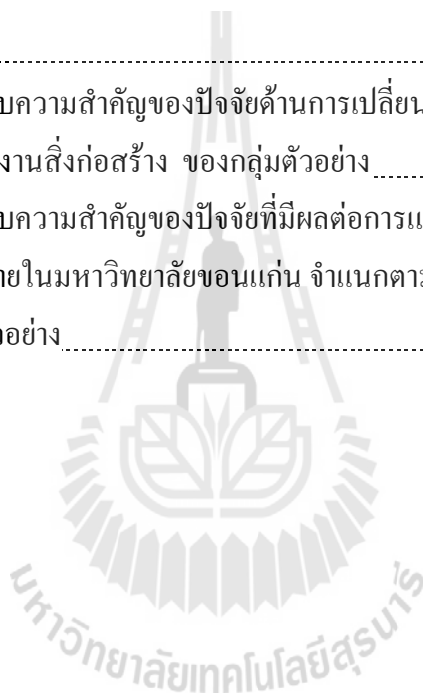 บความสำคัญของปัจจัยด้านการเปลี่ยน
งานสิ่งก่อสร้าง ของกลุ่มตัวอย่าง
บความสำคัญของปัจจัยที่มีผลต่อการแ
ายในมหาวิทยาลัยขอนแก่น จำแนกตาม
วอย่าง
มหาวิทยาลัยเทคโนโลยีสุรนารี